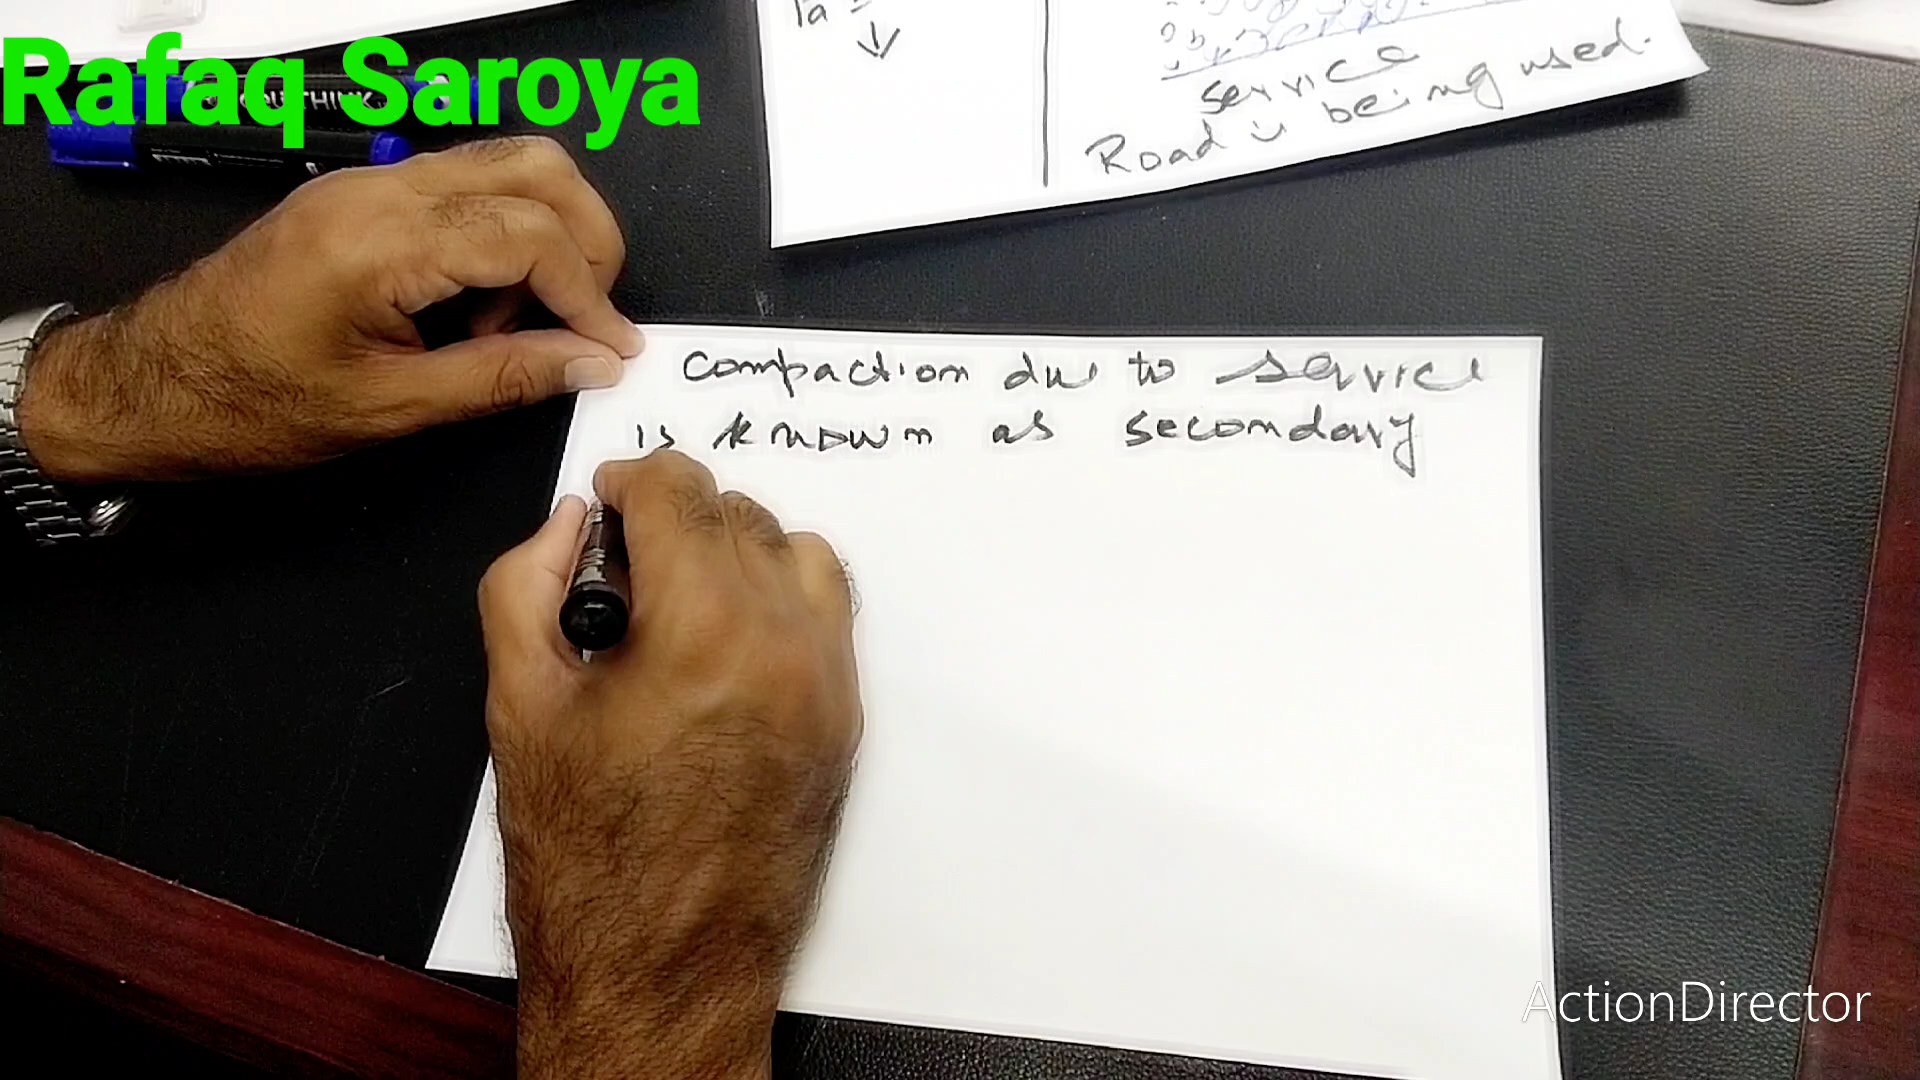 Rafaq Saroya
service
Road is being used.
compaction due to service
is known as secondary
ActionDirector